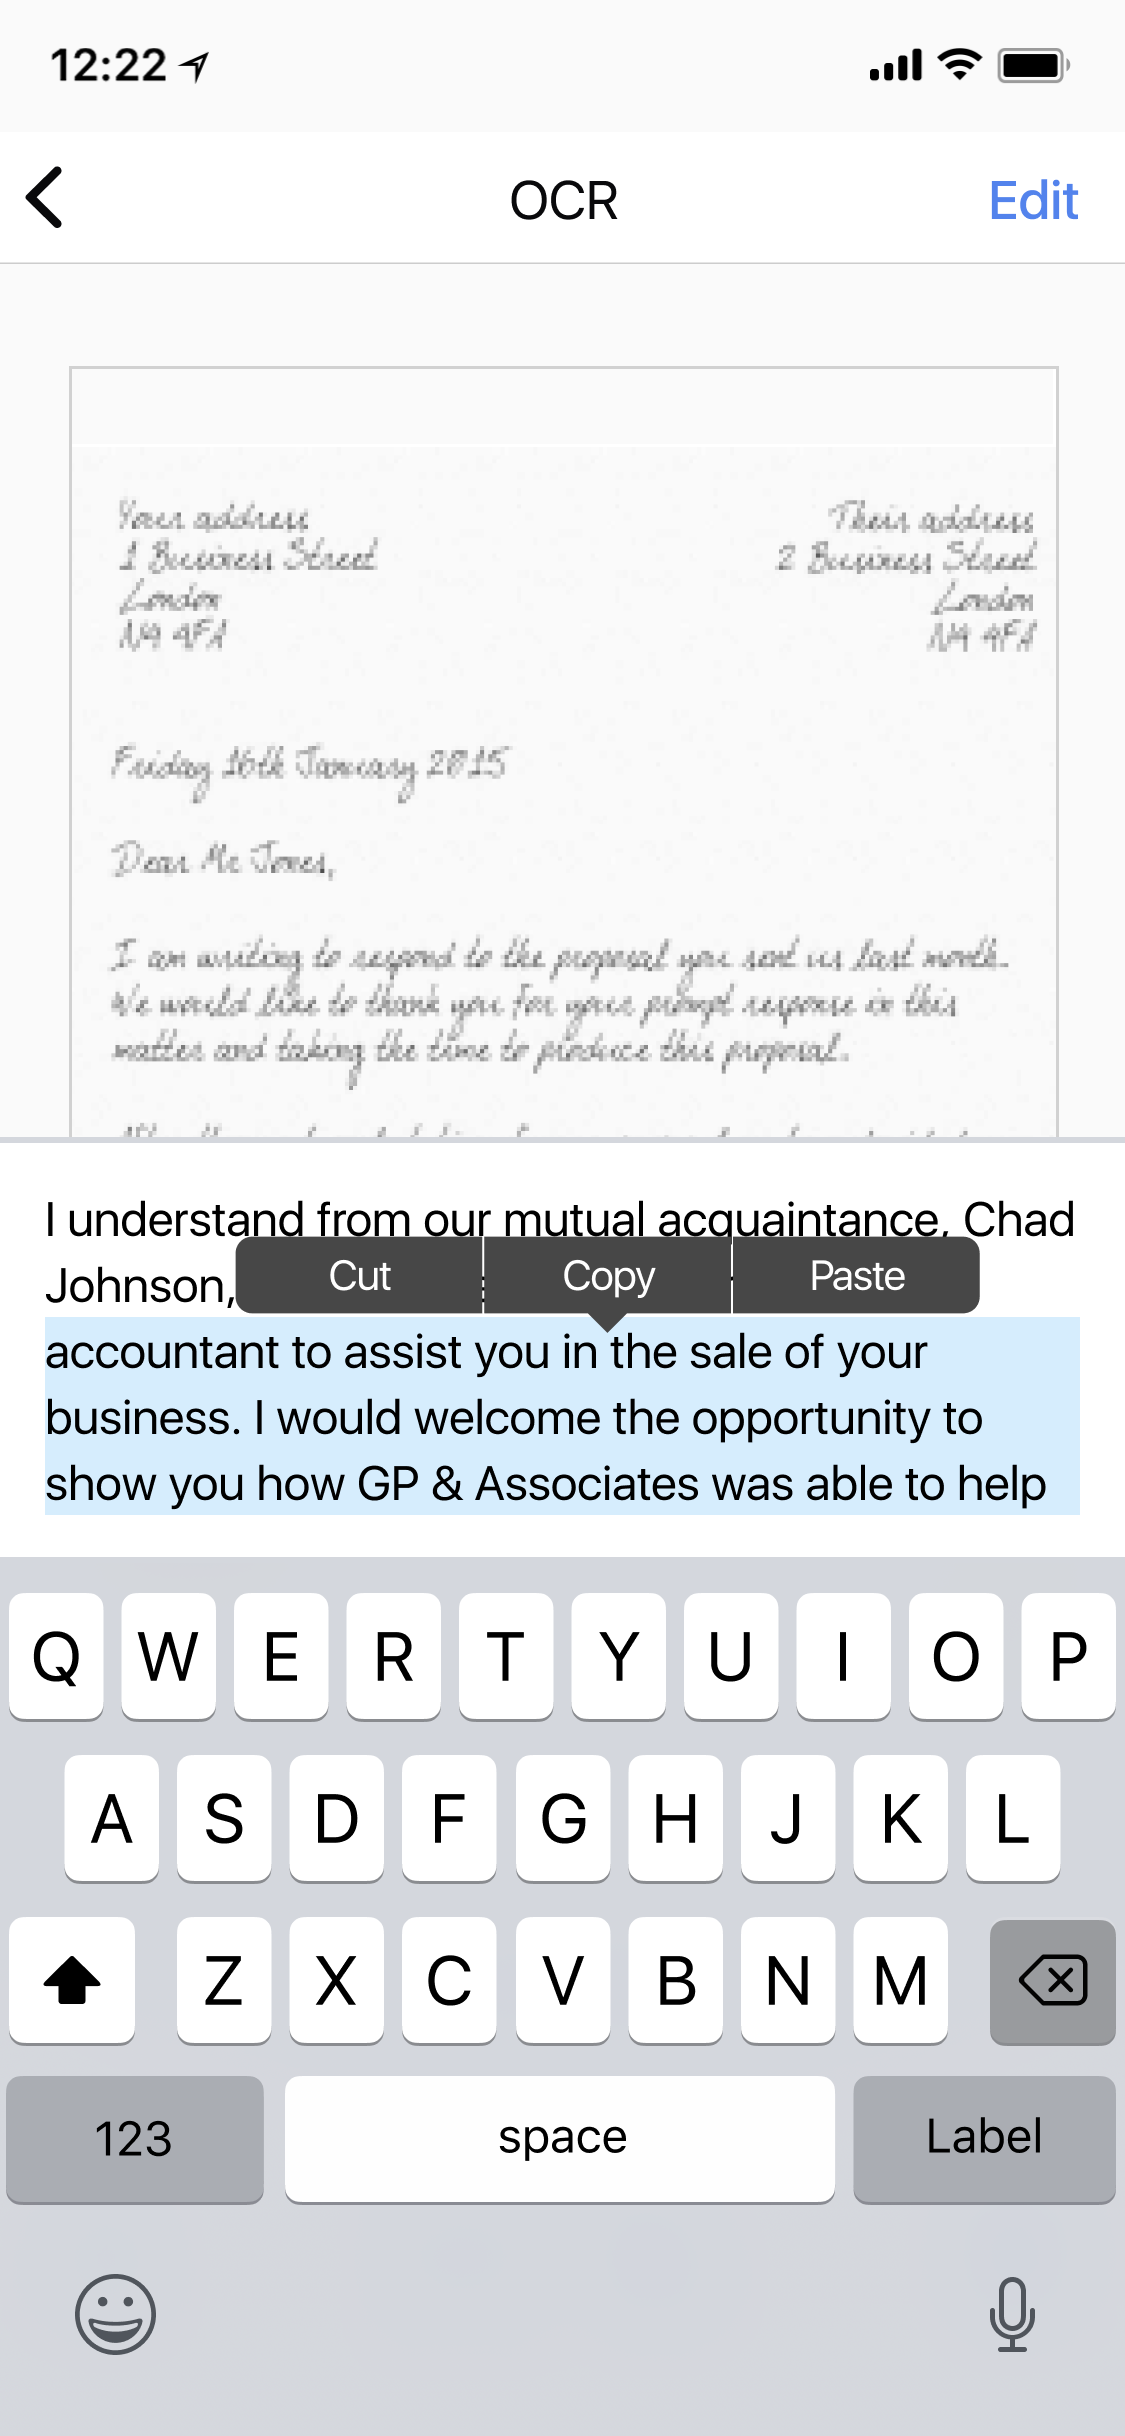 12:22
OCR
Edit
Your address
1 Business Street
London
N4 4FA
Their address
2 Business Street
London
N4 4FA
Friday 16th January 2015
Dear Mr Jones,
I am writing to respond to the proposal you sent us last month.
We would like to thank you for your prompt response in this
matter and taking the time to produce this proposal.
I understand from our mutual acquaintance, Chad
Johnson,
Cut Copy Paste
accountant to assist you in the sale of your
business. I would welcome the opportunity to
show you how GP & Associates was able to help
Q W E R T Y U I O P
A S D F G H J K L
Z X C V B N M
123 space Label